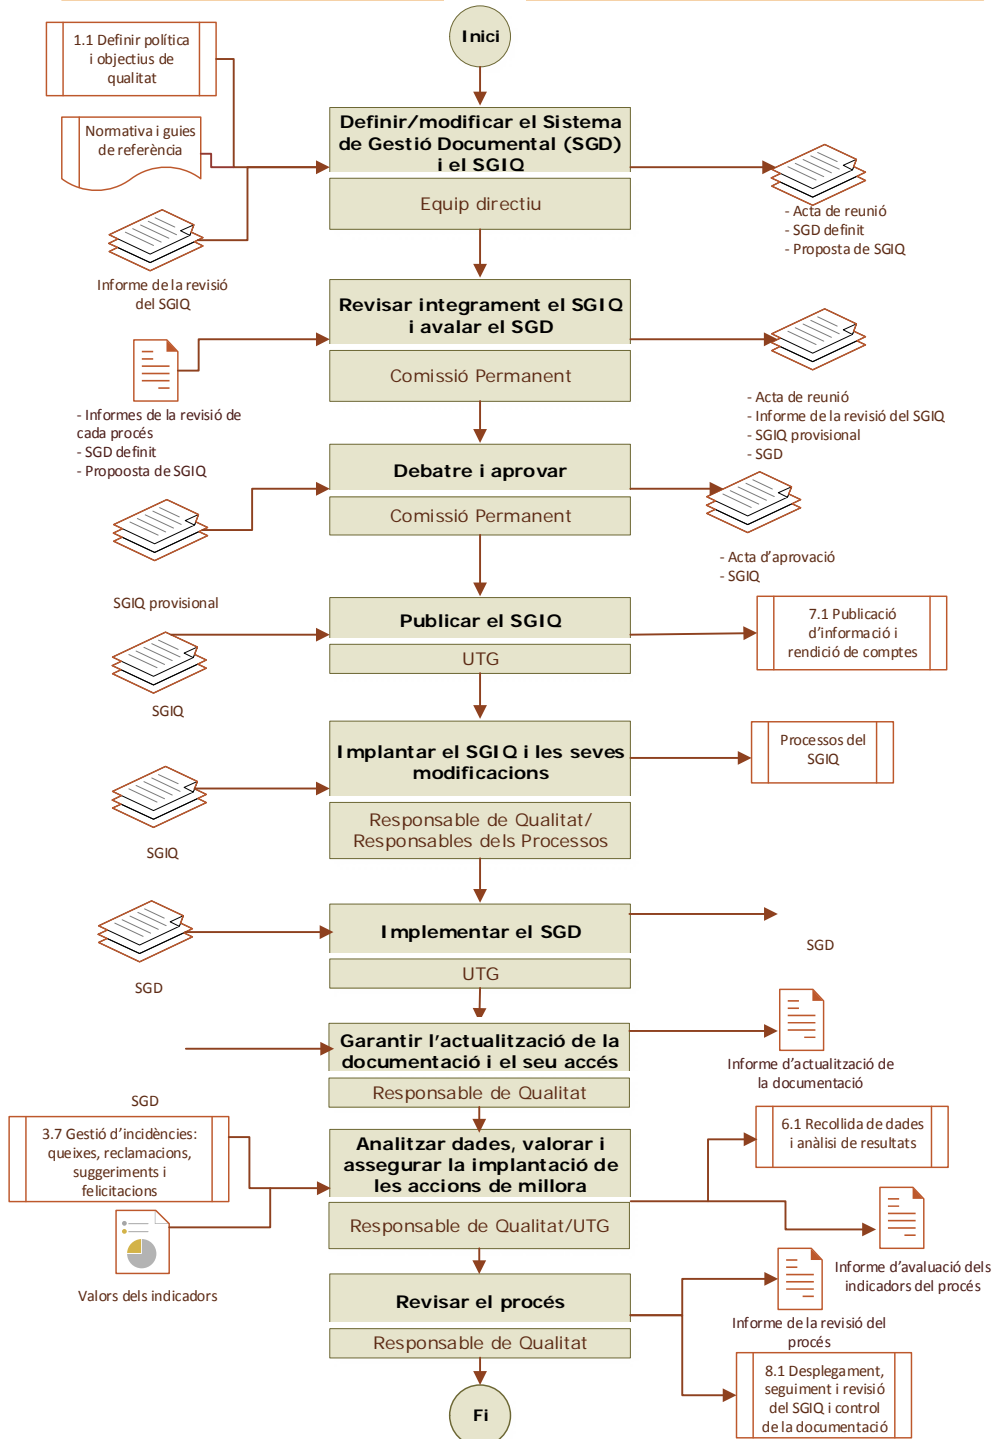 Inici
1.1 Definir política
i objectius de
qualitat
Normativa i guies
de referència
Informe de la revisió
del SGIQ
Definir/modificar el Sistema
de Gestió Documental (SGD)
i el SGIQ
Equip directiu
- Acta de reunió
- SGD definit
- Proposta de SGIQ
Revisar integrament el SGIQ
i avalar el SGD
Comissió Permanent
- Informes de la revisió de
cada procés
- SGD definit
- Propoosta de SGIQ
- Acta de reunió
- Informe de la revisió del SGIQ
- SGIQ provisional
- SGD
Debatre i aprovar
Comissió Permanent
SGIQ provisional
- Acta d'aprovació
- SGIQ
Publicar el SGIQ
UTG
SGIQ
7.1 Publicació
d'informació i
rendició de comptes
Implantar el SGIQ i les seves
modificacions
Responsable de Qualitat/
Responsables dels Processos
SGIQ
Processos del
SGIQ
Implementar el SGD
UTG
SGD
SGD
Garantir l'actualització de la
documentació i el seu accés
Responsable de Qualitat
SGD
Informe d'actualització de
la documentació
3.7 Gestió d'incidències:
queixes, reclamacions,
suggeriments i
felicitacions
Valors dels indicadors
Analitzar dades, valorar i
assegurar la implantació de
les accions de millora
Responsable de Qualitat/UTG
6.1 Recollida de dades
i anàlisi de resultats
Informe d'avaluació dels
indicadors del procés
Revisar el procés
Responsable de Qualitat
Informe de la revisió del
procés
8.1 Desplegament,
seguiment i revisió
del SGIQ i control
de la documentació
Fi